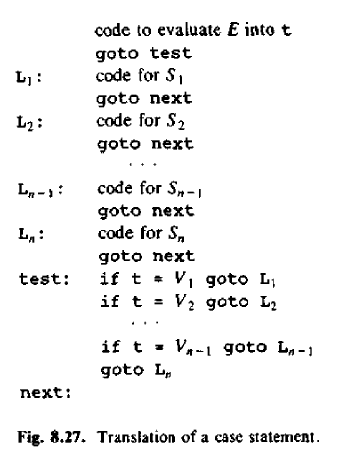 code to evaluate E into t
goto test
L₁: code for S₁
goto next
L₂: code for S₂
goto next
. . .
Lₙ₋₁: code for Sₙ₋₁
goto next
Lₙ: code for Sₙ
goto next
test: if t = V₁ goto L₁
if t = V₂ goto L₂
. . .
if t = Vₙ₋₁ goto Lₙ₋₁
goto Lₙ
next:
Fig. 8.27. Translation of a case statement.